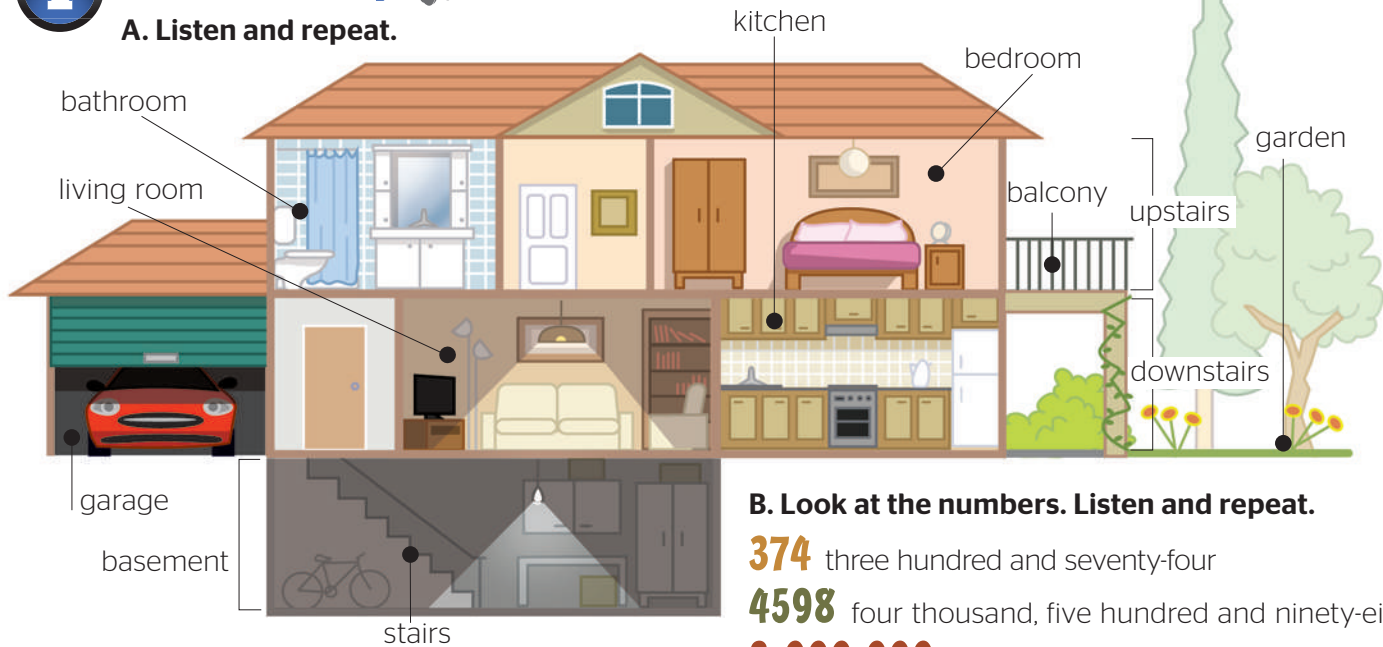 A. Listen and repeat.
kitchen
bedroom
bathroom
garden
living room
balcony
upstairs
downstairs
garage
basement
stairs
B. Look at the numbers. Listen and repeat.
374 three hundred and seventy-four
4598 four thousand, five hundred and